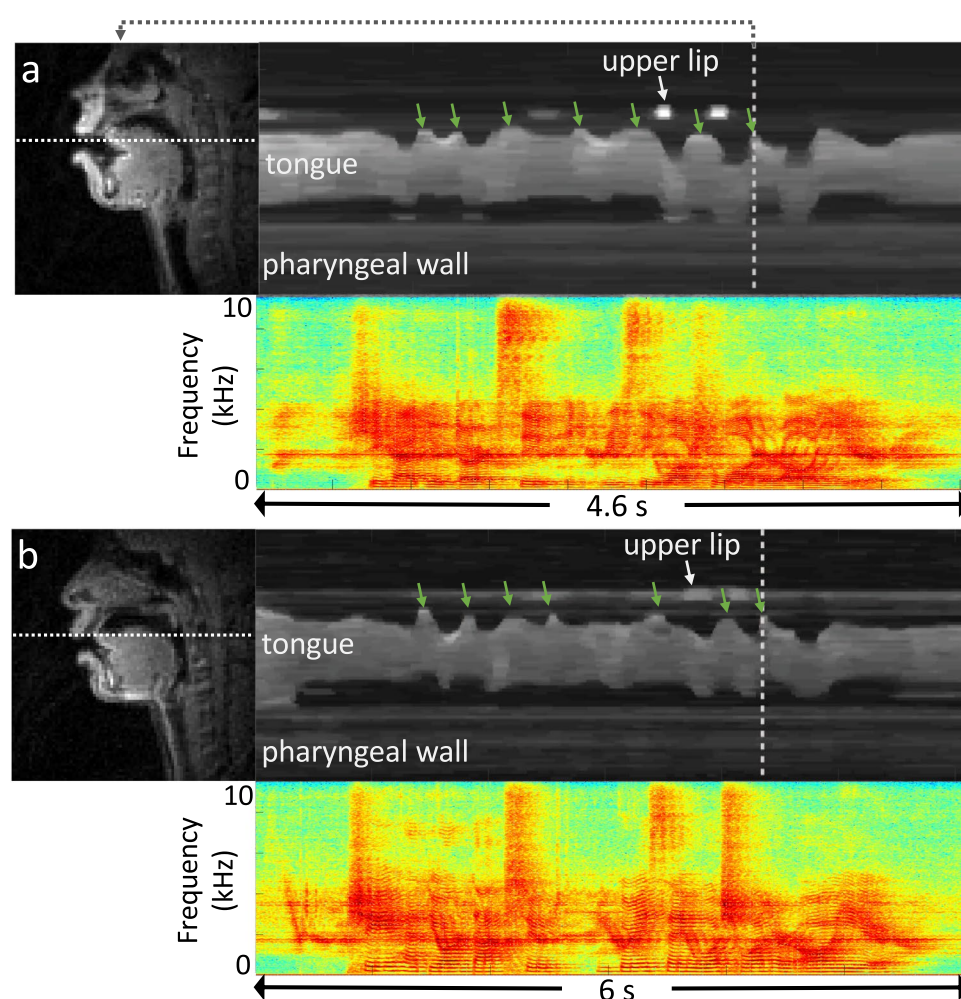 a
upper lip
tongue
pharyngeal wall
10
Frequency
(kHz)
0
4.6 s
b
upper lip
tongue
pharyngeal wall
10
Frequency
(kHz)
0
6 s